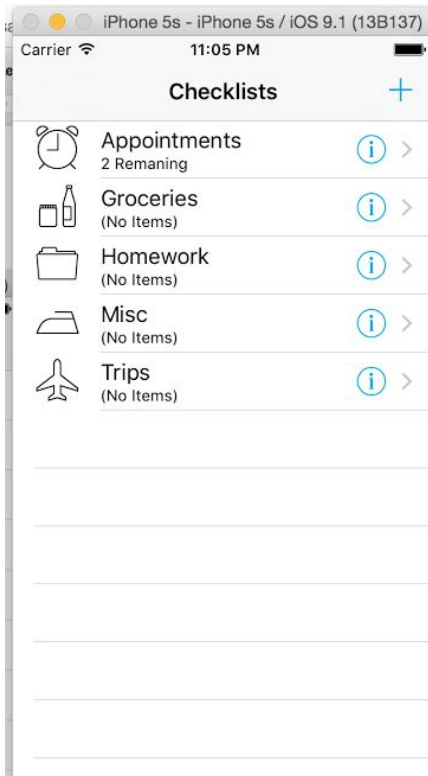 iPhone 5s - iPhone 5s / iOS 9.1 (13B137)
Carrier 11:05 PM
Checklists
Appointments
2 Remaning
Groceries
(No Items)
Homework
(No Items)
Misc
(No Items)
Trips
(No Items)